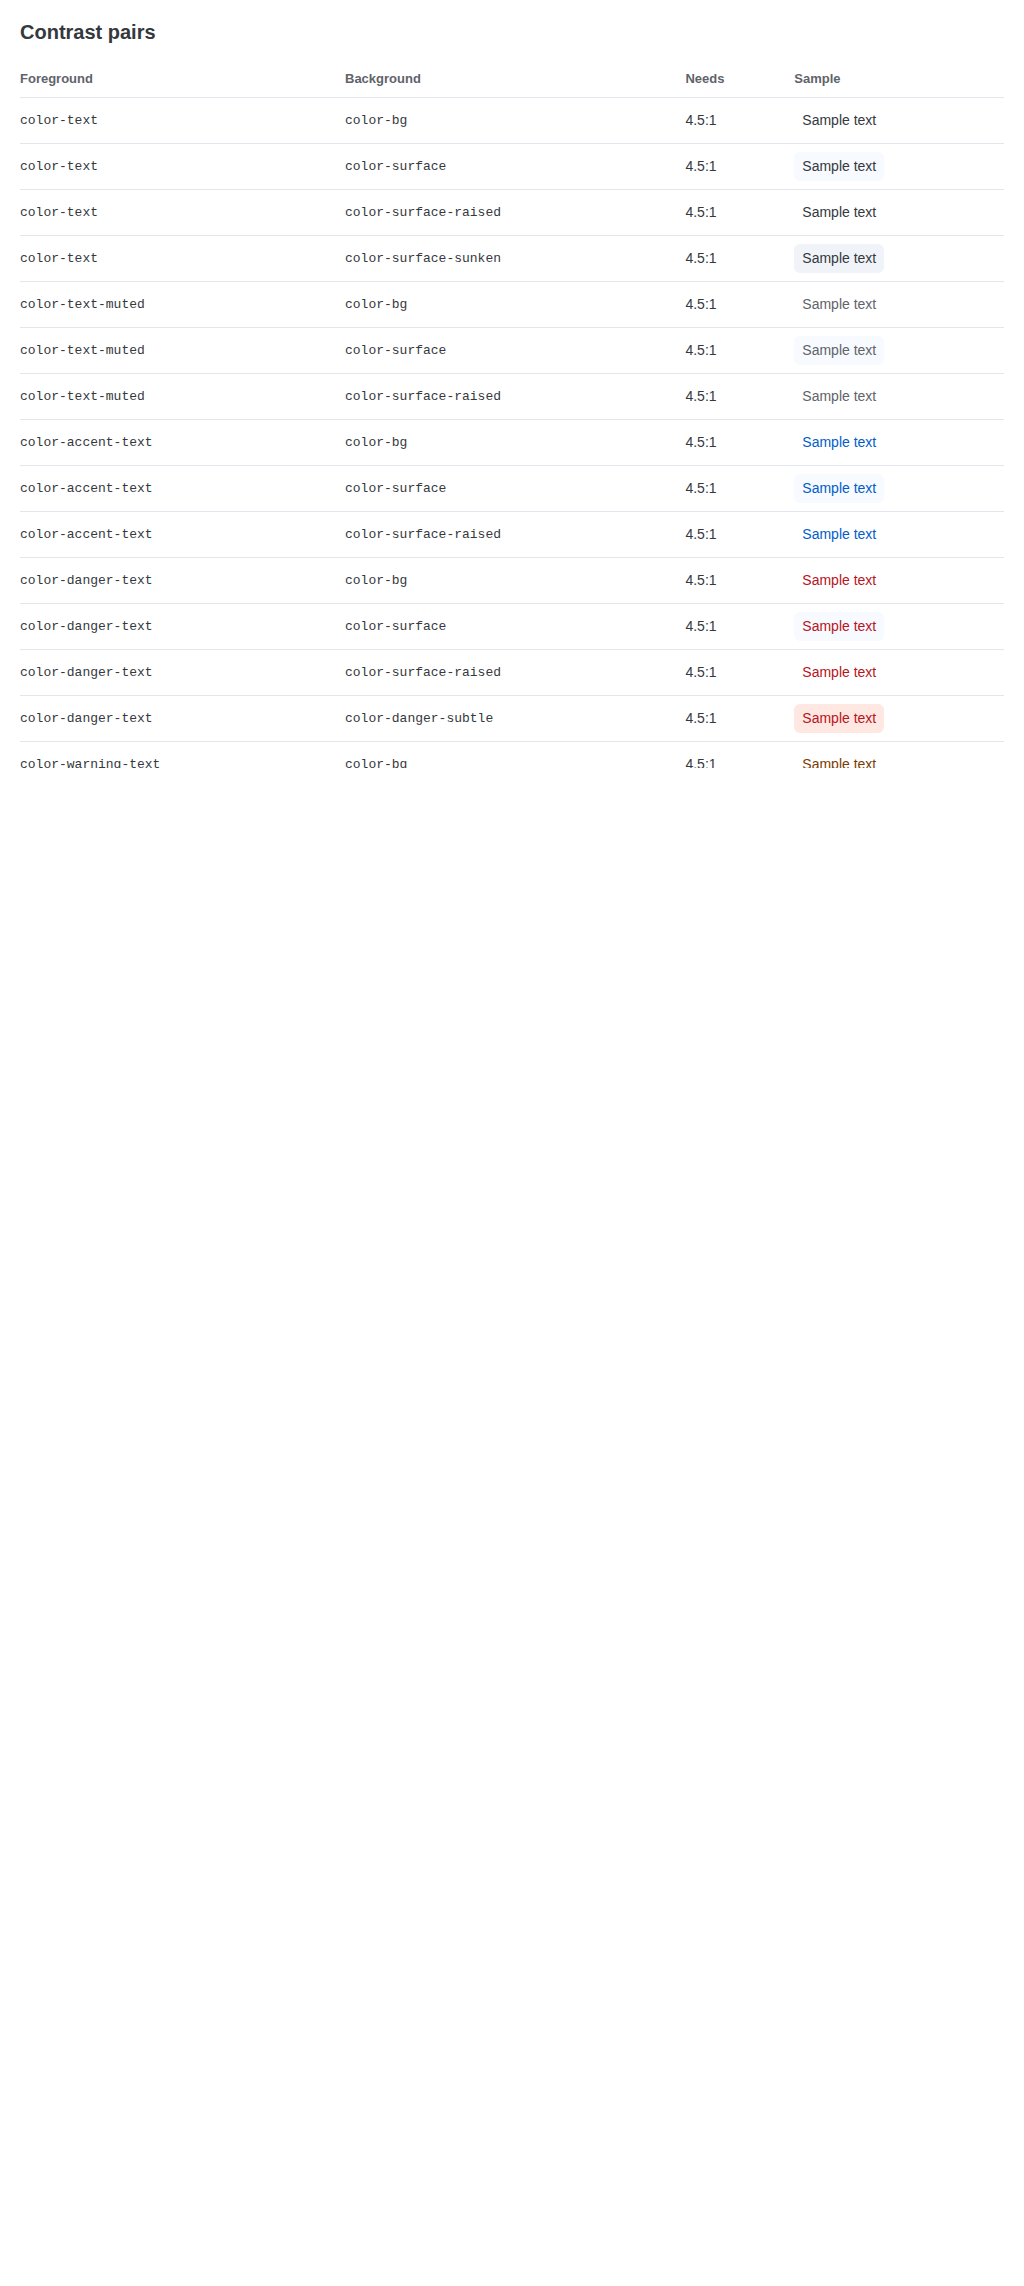 Contrast pairs
Foreground Background Needs Sample
color-text color-bg 4.5:1 Sample text
color-text color-surface 4.5:1 Sample text
color-text color-surface-raised 4.5:1 Sample text
color-text color-surface-sunken 4.5:1 Sample text
color-text-muted color-bg 4.5:1 Sample text
color-text-muted color-surface 4.5:1 Sample text
color-text-muted color-surface-raised 4.5:1 Sample text
color-accent-text color-bg 4.5:1 Sample text
color-accent-text color-surface 4.5:1 Sample text
color-accent-text color-surface-raised 4.5:1 Sample text
color-danger-text color-bg 4.5:1 Sample text
color-danger-text color-surface 4.5:1 Sample text
color-danger-text color-surface-raised 4.5:1 Sample text
color-danger-text color-danger-subtle 4.5:1 Sample text
color-warning-text color-bg 4.5:1 Sample text